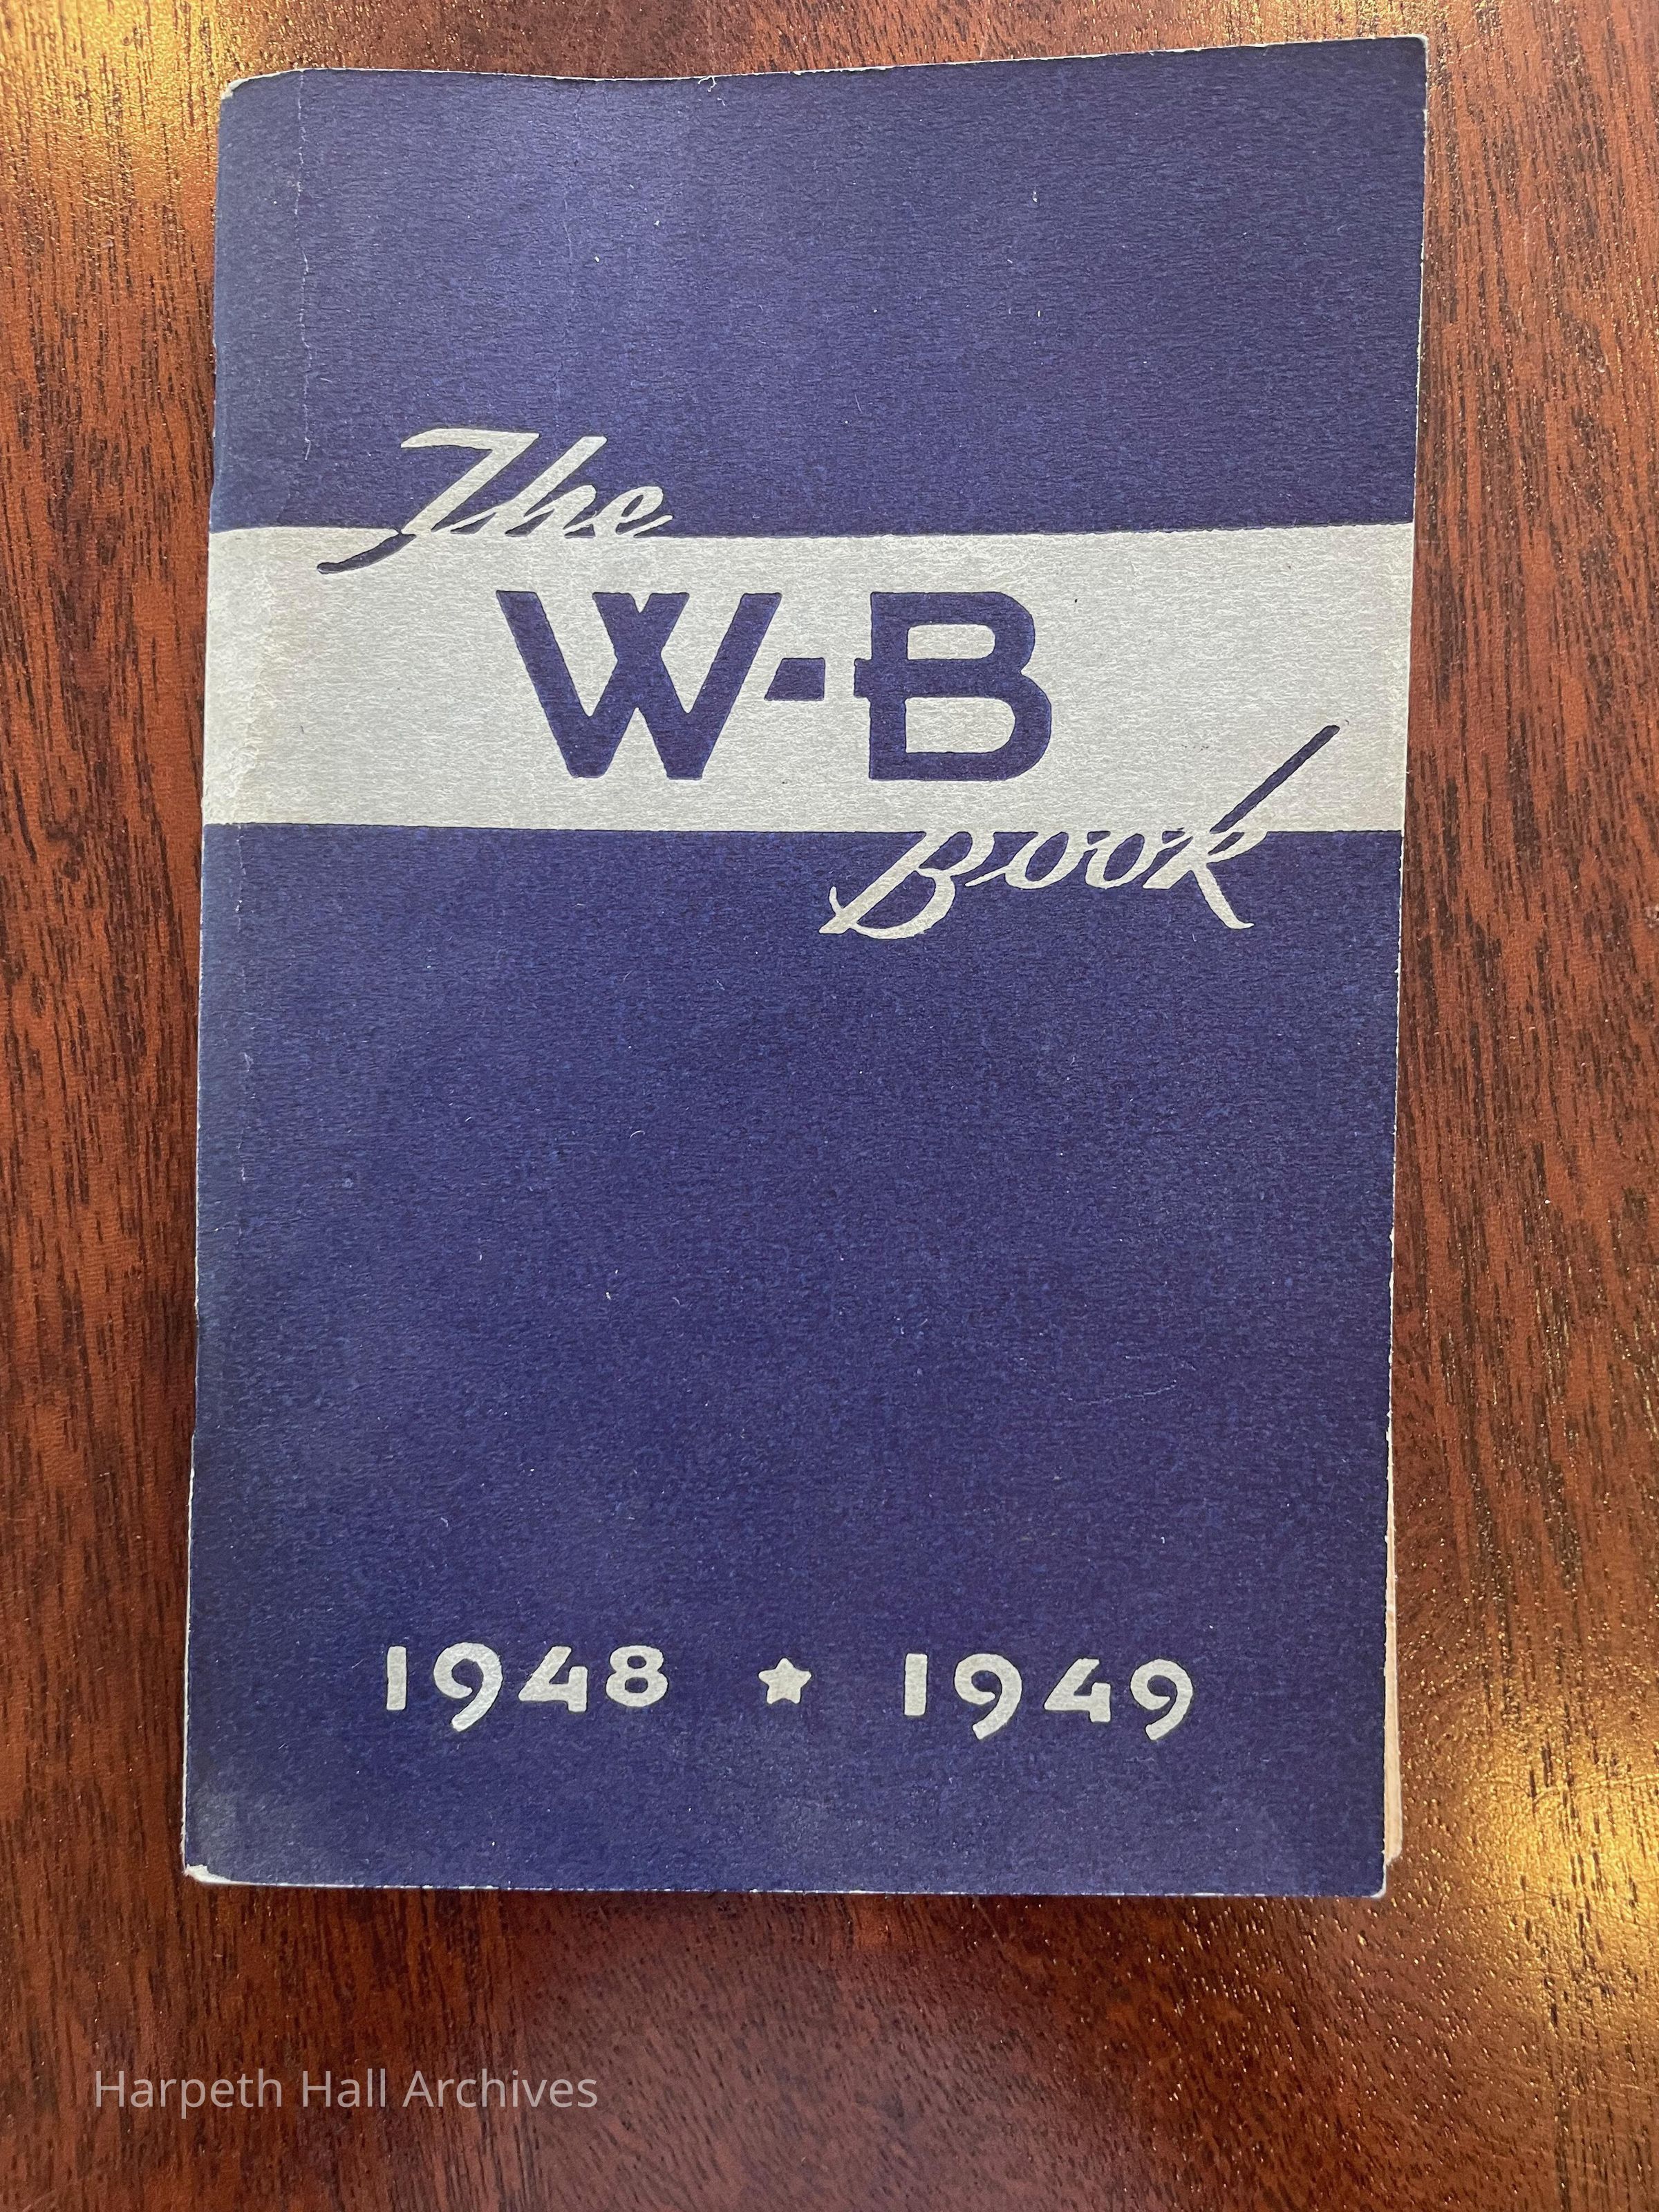 The
W-B
Book
1948 ★ 1949
Harpeth Hall Archives